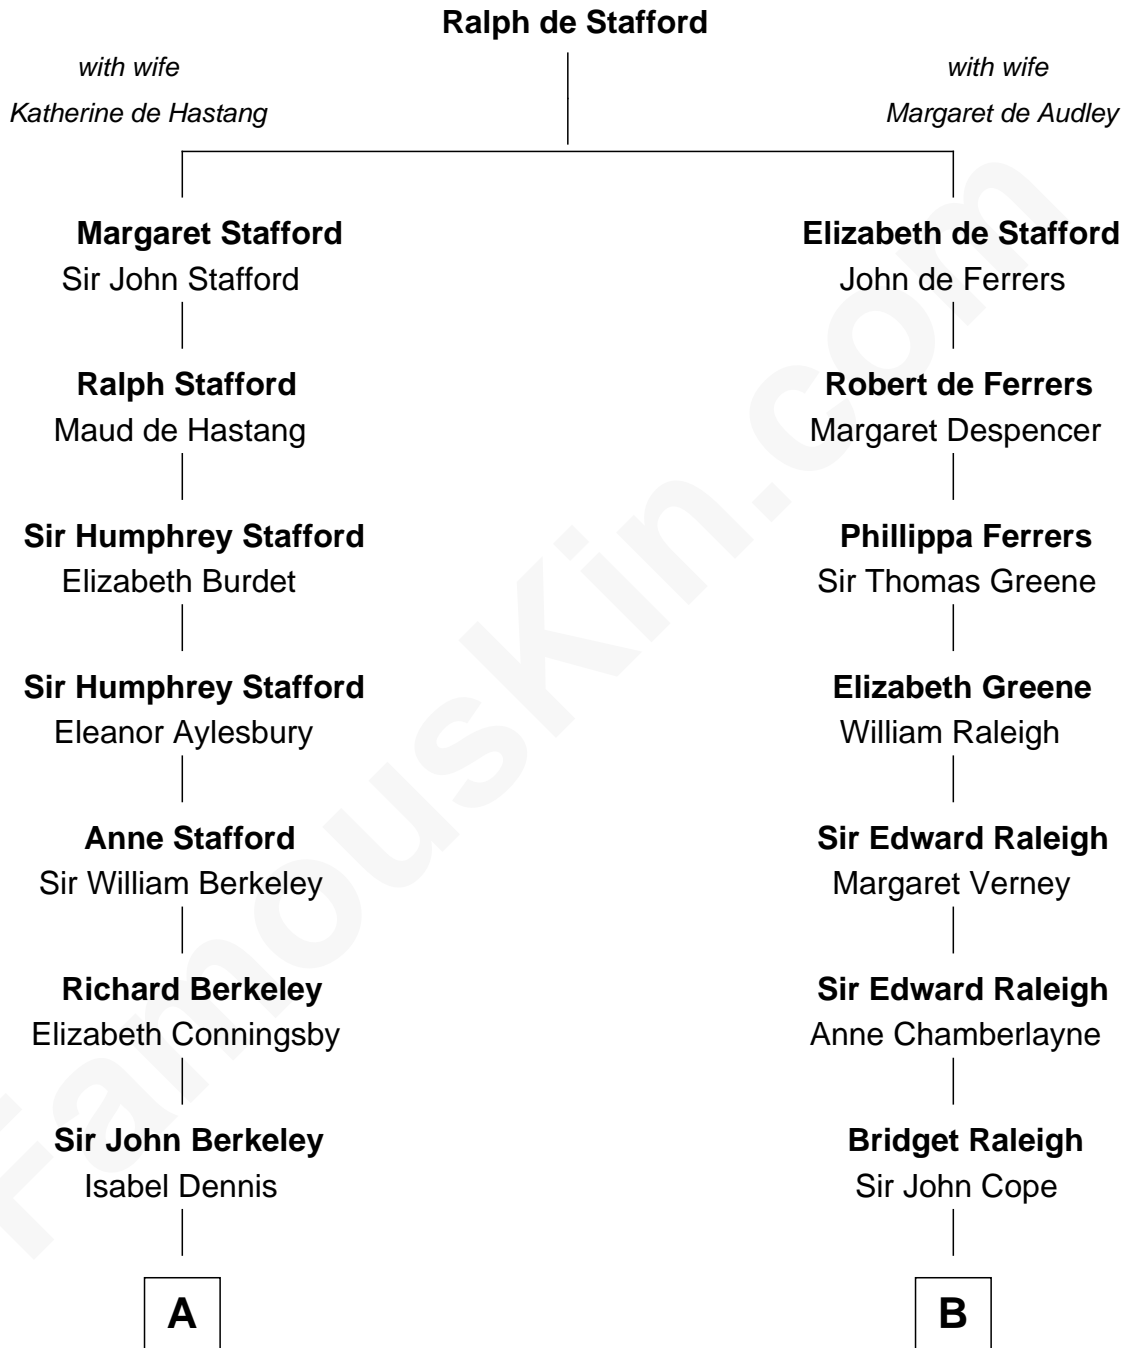 Ralph de Stafford
with wife
Katherine de Hastang
with wife
Margaret de Audley
Margaret Stafford
Sir John Stafford
Ralph Stafford
Maud de Hastang
Sir Humphrey Stafford
Elizabeth Burdet
Sir Humphrey Stafford
Eleanor Aylesbury
Anne Stafford
Sir William Berkeley
Richard Berkeley
Elizabeth Conningsby
Sir John Berkeley
Isabel Dennis
A
Elizabeth de Stafford
John de Ferrers
Robert de Ferrers
Margaret Despencer
Phillippa Ferrers
Sir Thomas Greene
Elizabeth Greene
William Raleigh
Sir Edward Raleigh
Margaret Verney
Sir Edward Raleigh
Anne Chamberlayne
Bridget Raleigh
Sir John Cope
B
FamousKin.com